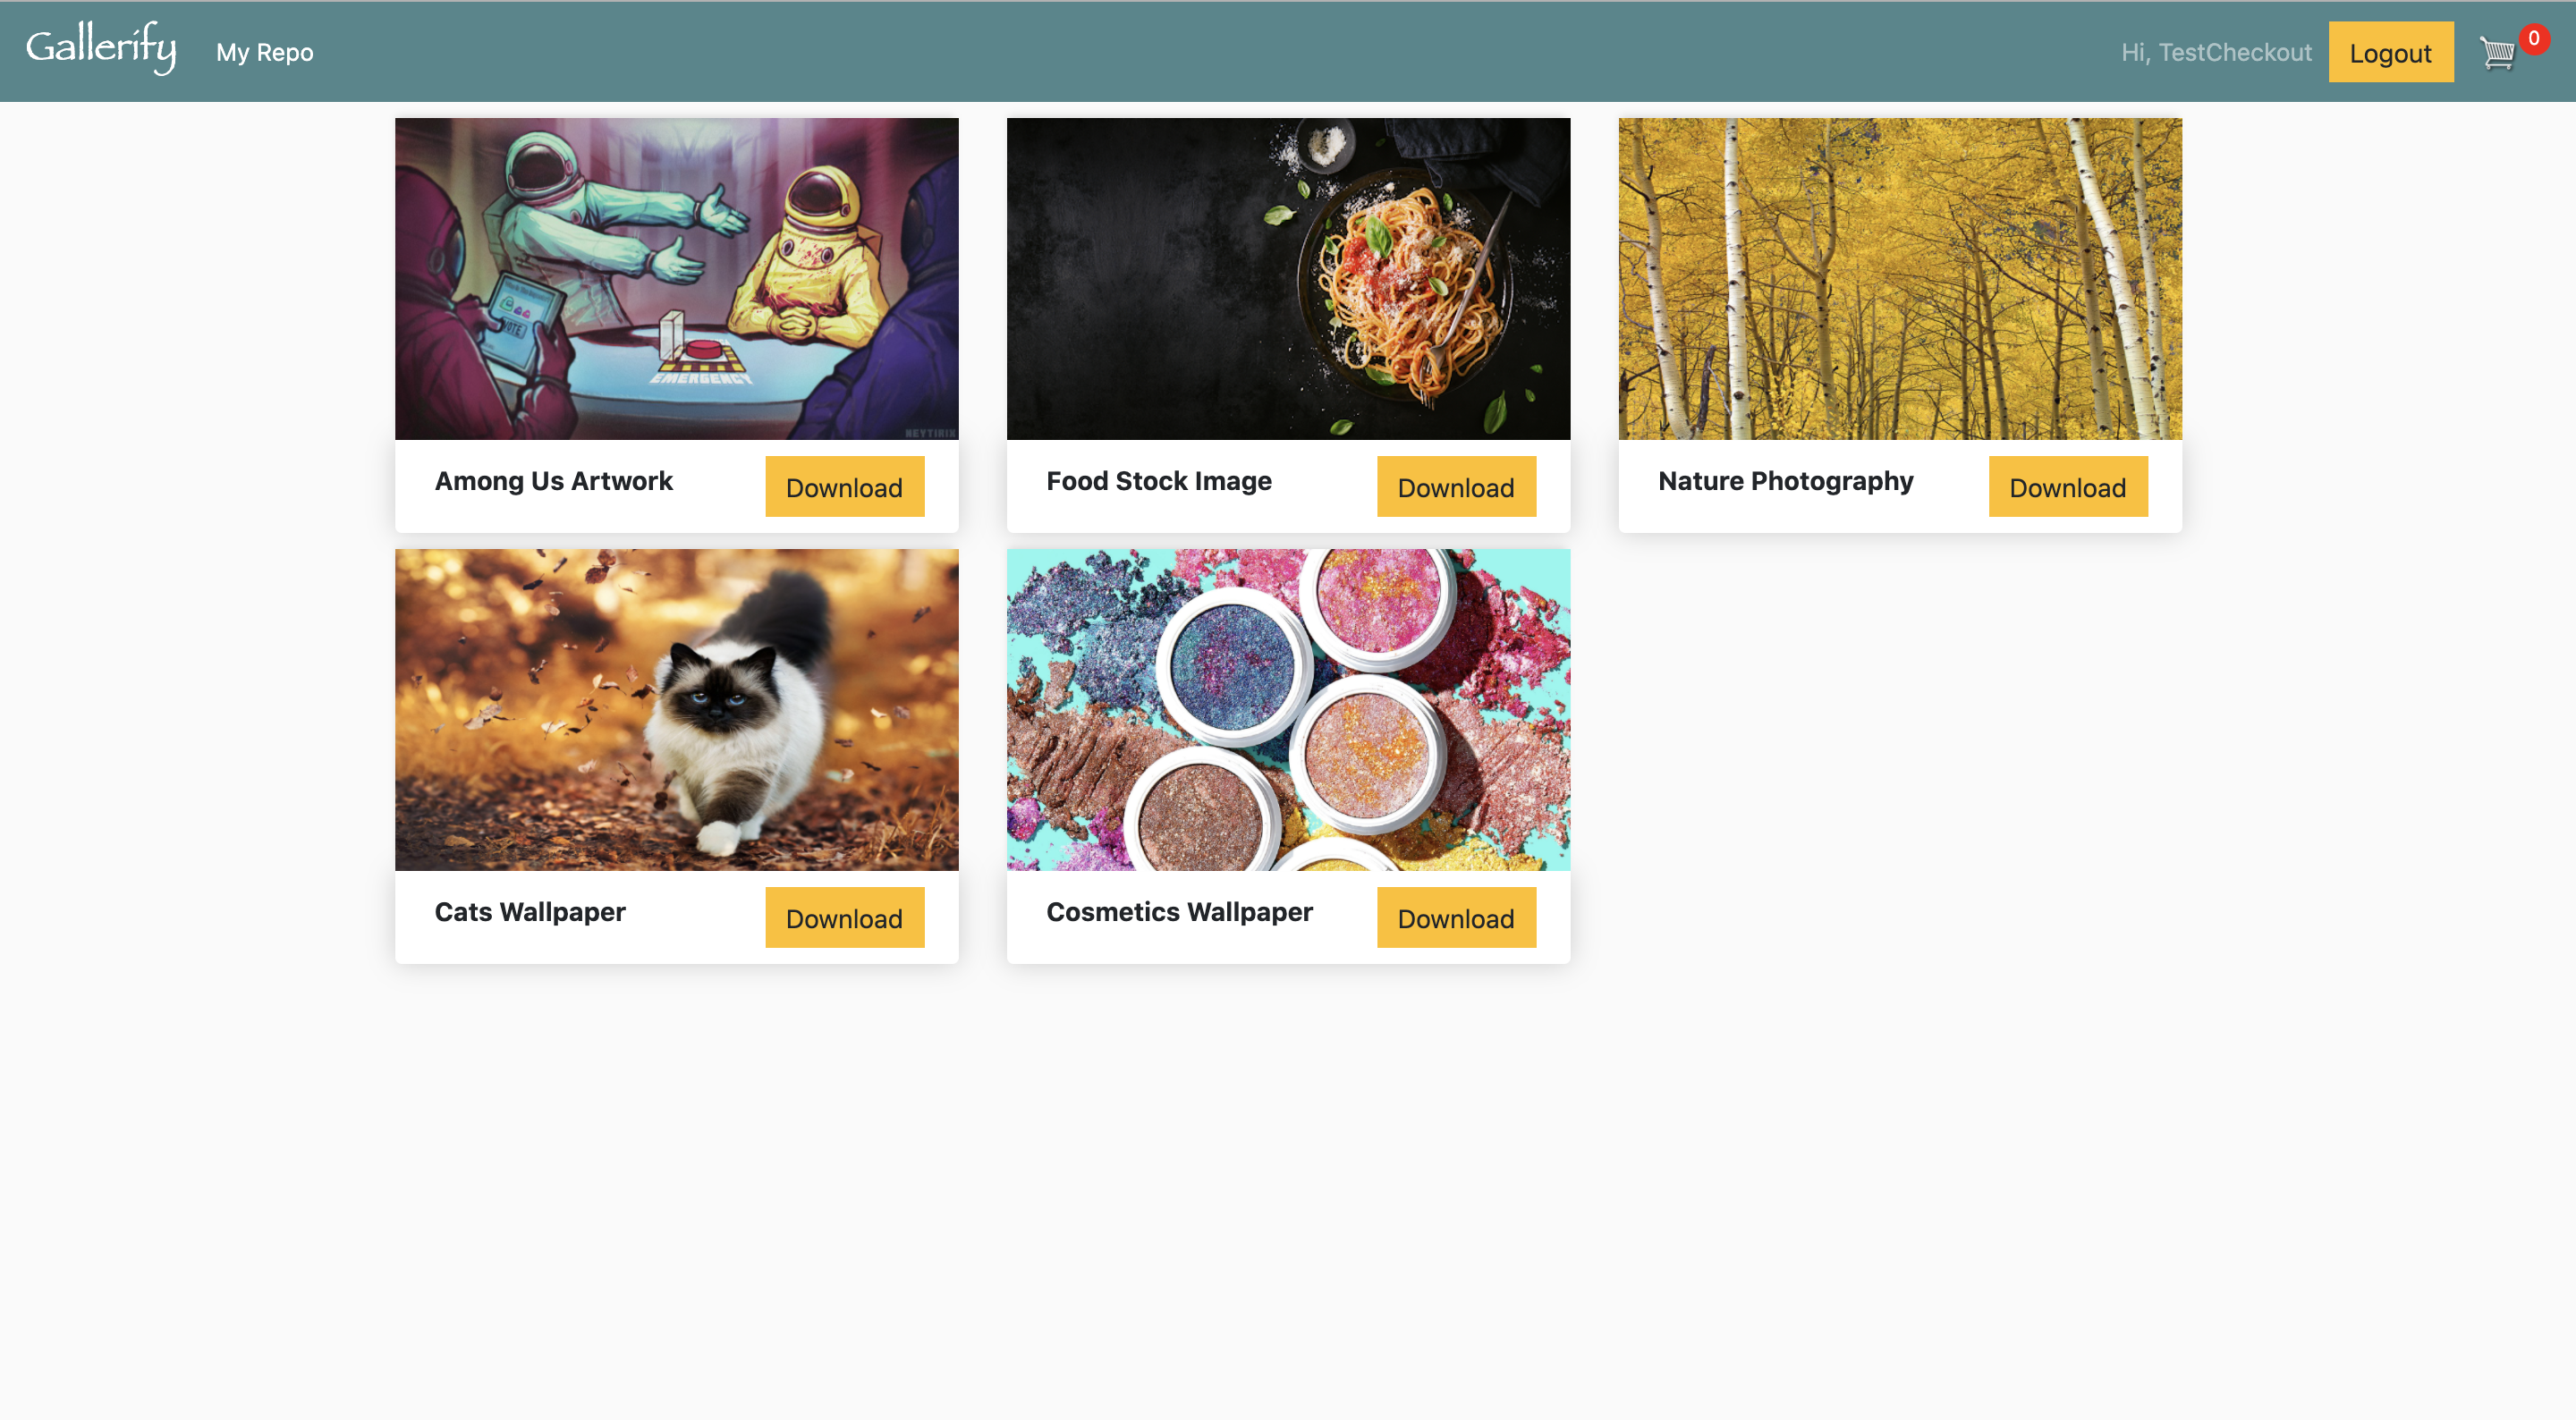 Gallerify
My Repo
Hi, TestCheckout
Logout
0
VOTE
EMERGENCY
NEYTIRIK
Among Us Artwork
Download
Food Stock Image
Download
Nature Photography
Download
Cats Wallpaper
Download
Cosmetics Wallpaper
Download